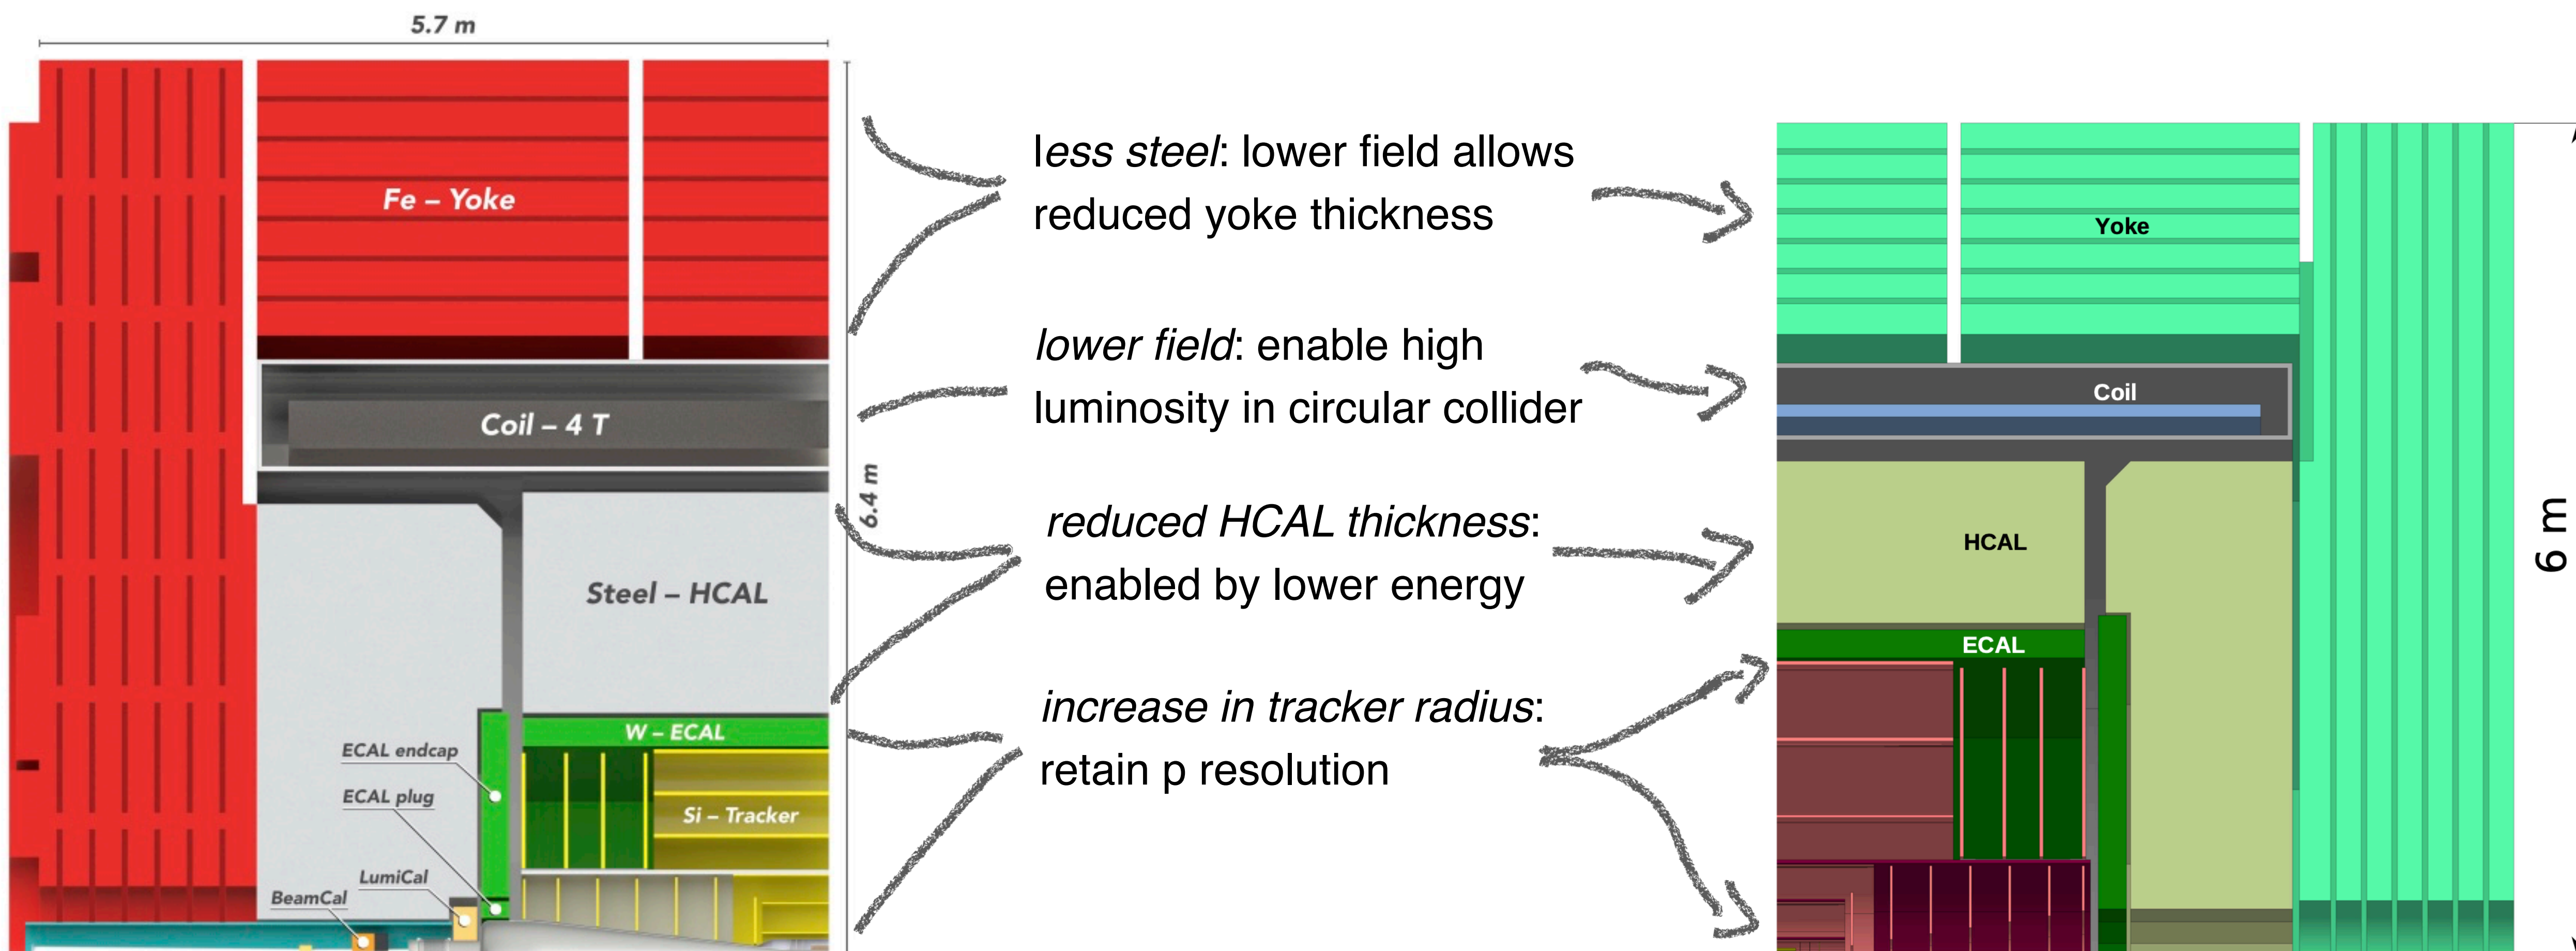 5.7 m
Fe – Yoke
Coil – 4 T
6.4 m
Steel – HCAL
W – ECAL
ECAL endcap
ECAL plug
Si – Tracker
LumiCal
BeamCal
less steel: lower field allows
reduced yoke thickness
lower field: enable high
luminosity in circular collider
reduced HCAL thickness:
enabled by lower energy
increase in tracker radius:
retain p resolution
Yoke
Coil
HCAL
ECAL
6 m